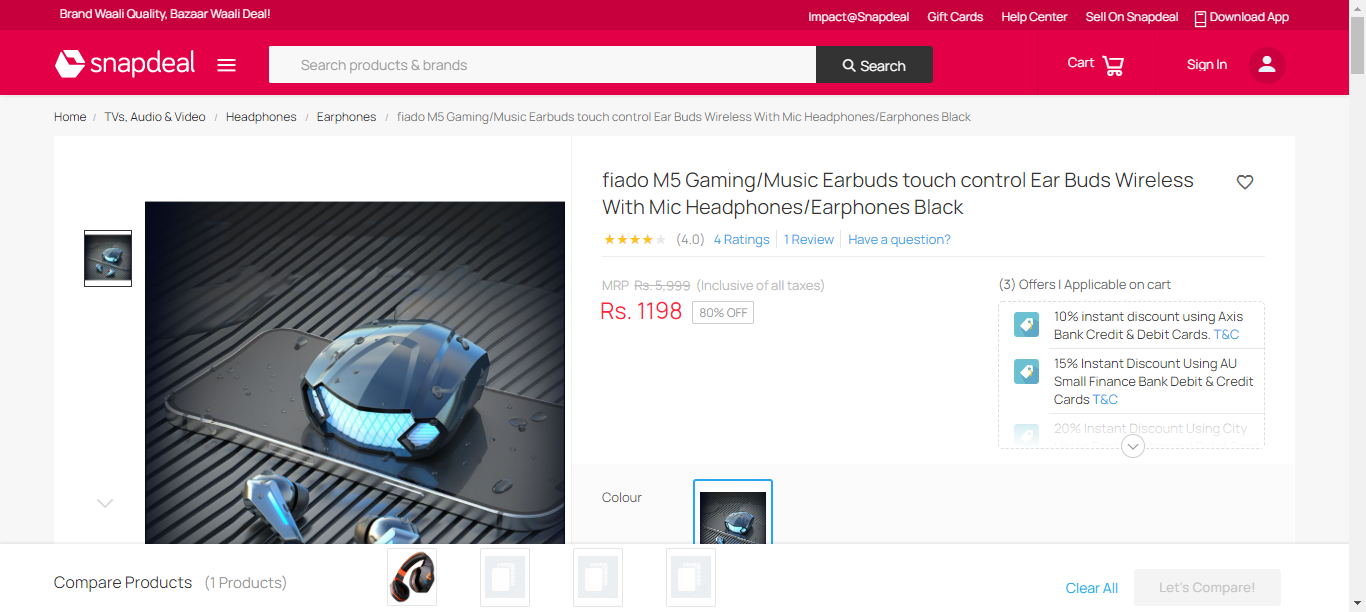 Brand Waali Quality, Bazaar Waali Deal!
Impact@Snapdeal Gift Cards Help Center Sell On Snapdeal Download App
snapdeal Search products & brands Search Cart Sign In
Home / TVs, Audio & Video / Headphones / Earphones / fiado M5 Gaming/Music Earbuds touch control Ear Buds Wireless With Mic Headphones/Earphones Black
fiado M5 Gaming/Music Earbuds touch control Ear Buds Wireless
With Mic Headphones/Earphones Black
(4.0) 4 Ratings 1 Review Have a question?
MRP Rs. 5,999 (Inclusive of all taxes)
Rs. 1198 80% OFF
(3) Offers | Applicable on cart
10% instant discount using Axis
Bank Credit & Debit Cards. T&C
15% Instant Discount Using AU
Small Finance Bank Debit & Credit
Cards T&C
20% Instant Discount Using City
Colour
Compare Products (1 Products)
Clear All Let's Compare!